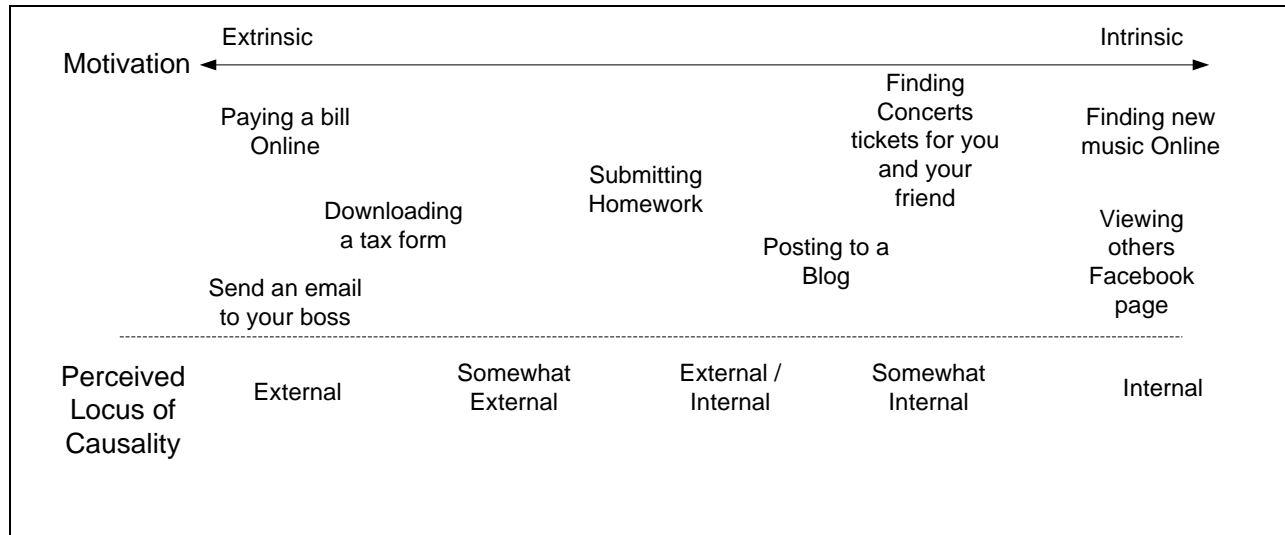 Extrinsic
Intrinsic
Motivation
Paying a bill
Online
Finding
Concerts
tickets for you
and your
friend
Finding new
music Online
Submitting
Homework
Downloading
a tax form
Posting to a
Blog
Viewing
others
Facebook
page
Send an email
to your boss
Perceived
Locus of
Causality
External
Somewhat
External
External /
Internal
Somewhat
Internal
Internal